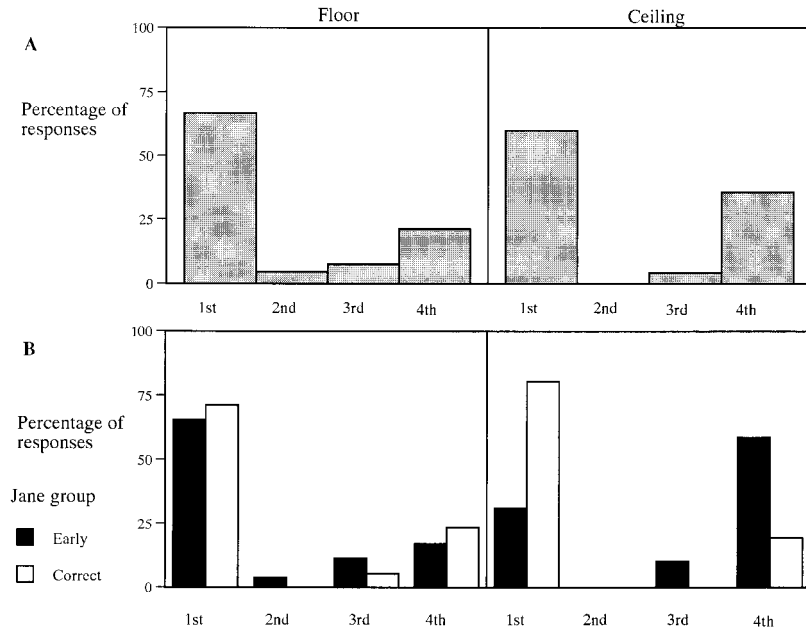 Floor Ceiling
A
100
75
Percentage of
responses
50
25
0
1st 2nd 3rd 4th 1st 2nd 3rd 4th
B
100
75
Percentage of
responses
50
Jane group
25
Early
Correct
0
1st 2nd 3rd 4th 1st 2nd 3rd 4th